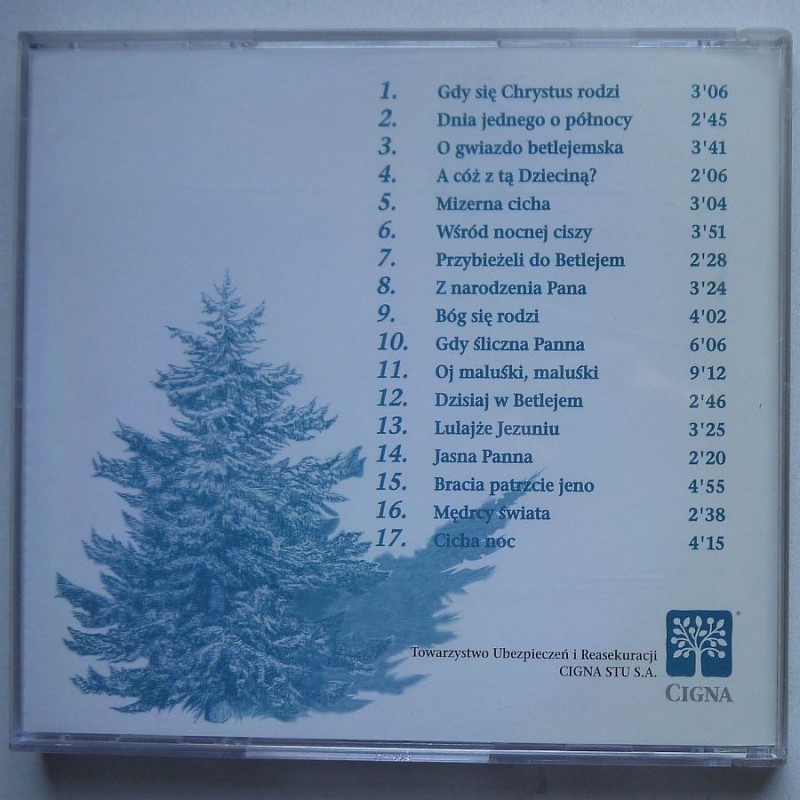 1. Gdy się Chrystus rodzi 3'06
2. Dnia jednego o północy 2'45
3. O gwiazdo betlejemska 3'41
4. A cóż z tą Dzieciną? 2'06
5. Mizerna cicha 3'04
6. Wśród nocnej ciszy 3'51
7. Przybieżeli do Betlejem 2'28
8. Z narodzenia Pana 3'24
9. Bóg się rodzi 4'02
10. Gdy śliczna Panna 6'06
11. Oj maluśki, maluśki 9'12
12. Dzisiaj w Betlejem 2'46
13. Lulajże Jezuniu 3'25
14. Jasna Panna 2'20
15. Bracia patrzcie jeno 4'55
16. Mędrcy świata 2'38
17. Cicha noc 4'15
Towarzystwo Ubezpieczeń i Reasekuracji
CIGNA STU S.A.
CIGNA